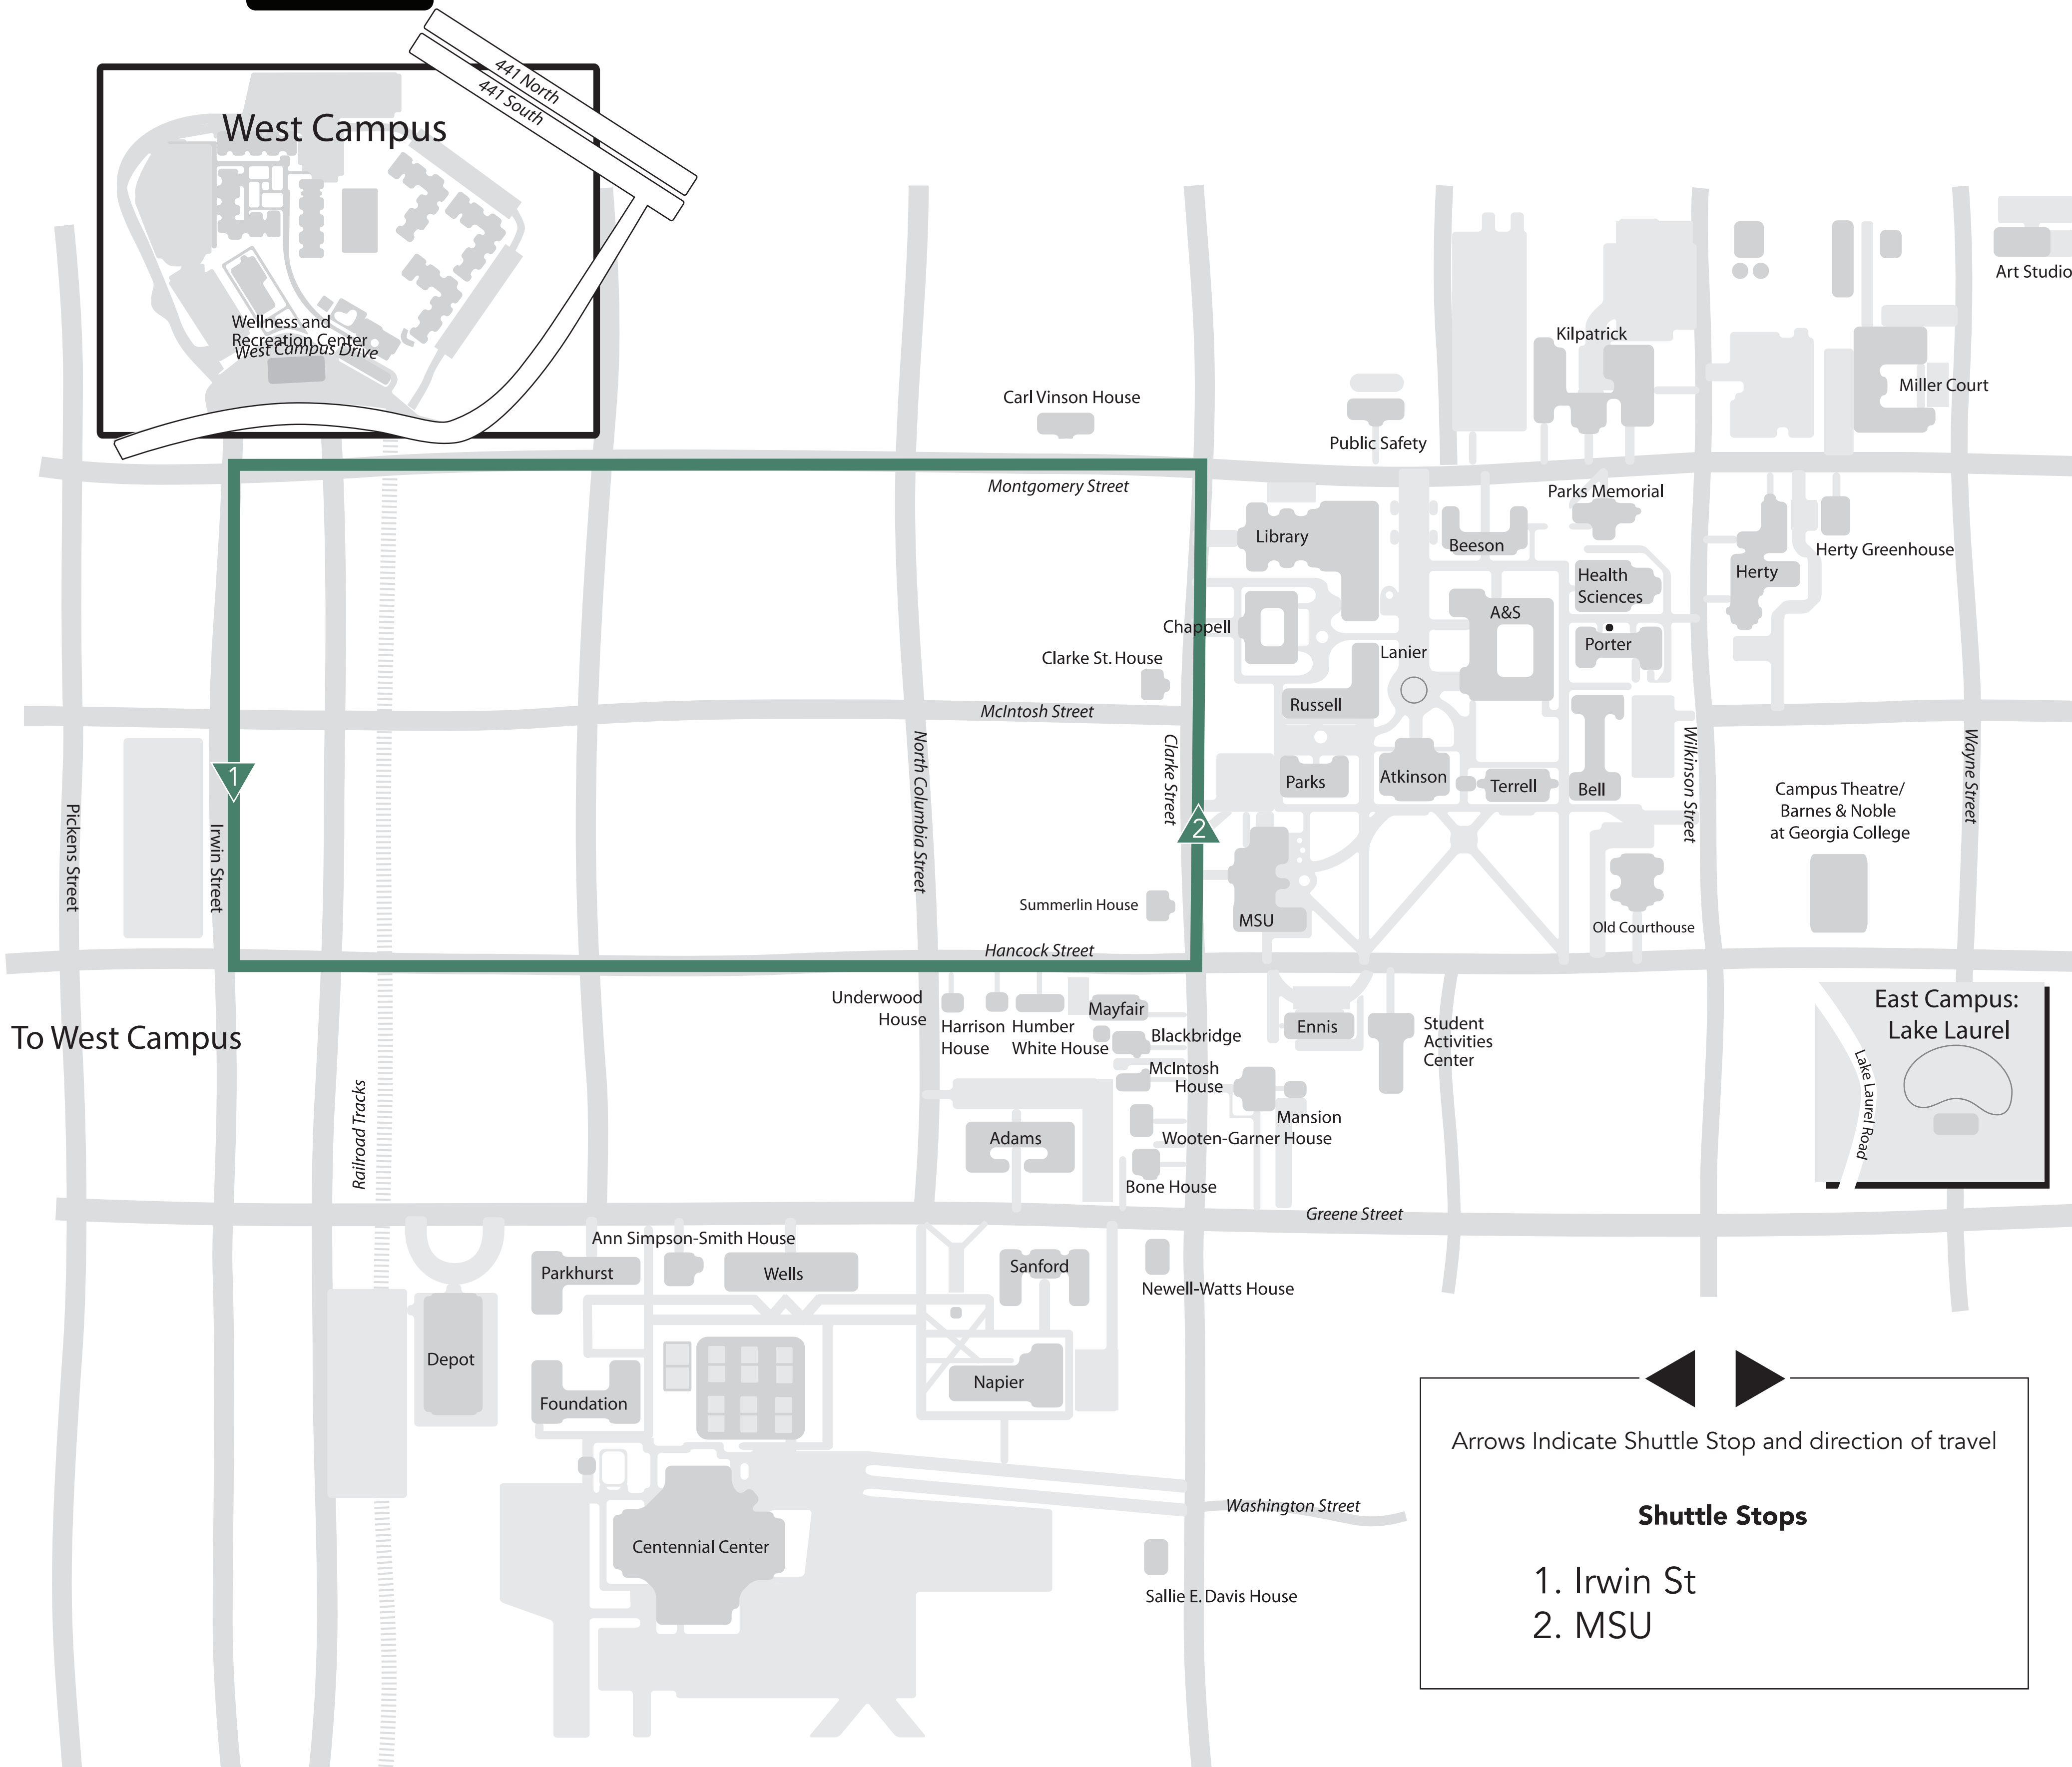 441 North
441 South
West Campus
Wellness and
Recreation Center
West Campus Drive
Art Studio
Kilpatrick
Miller Court
Carl Vinson House
Public Safety
Montgomery Street
Parks Memorial
Library
Beeson
Herty Greenhouse
Health
Sciences
Herty
A&S
Chappell
Porter
Lanier
Clarke St. House
Russell
McIntosh Street
Clarke Street
North Columbia Street
Wilkinson Street
Wayne Street
1
Parks
Atkinson
Terrell
Bell
Campus Theatre/
Barnes & Noble
at Georgia College
Pickens Street
Irwin Street
2
Summerlin House
MSU
Old Courthouse
Hancock Street
Underwood
House
Harrison
House
Humber
White House
Mayfair
Blackbridge
Ennis
Student
Activities
Center
East Campus:
Lake Laurel
Lake Laurel Road
To West Campus
McIntosh
House
Mansion
Railroad Tracks
Adams
Wooten-Garner House
Bone House
Greene Street
Ann Simpson-Smith House
Parkhurst
Wells
Sanford
Newell-Watts House
Depot
Foundation
Napier
Arrows Indicate Shuttle Stop and direction of travel
Washington Street
Shuttle Stops
Centennial Center
1. Irwin St
Sallie E. Davis House
2. MSU